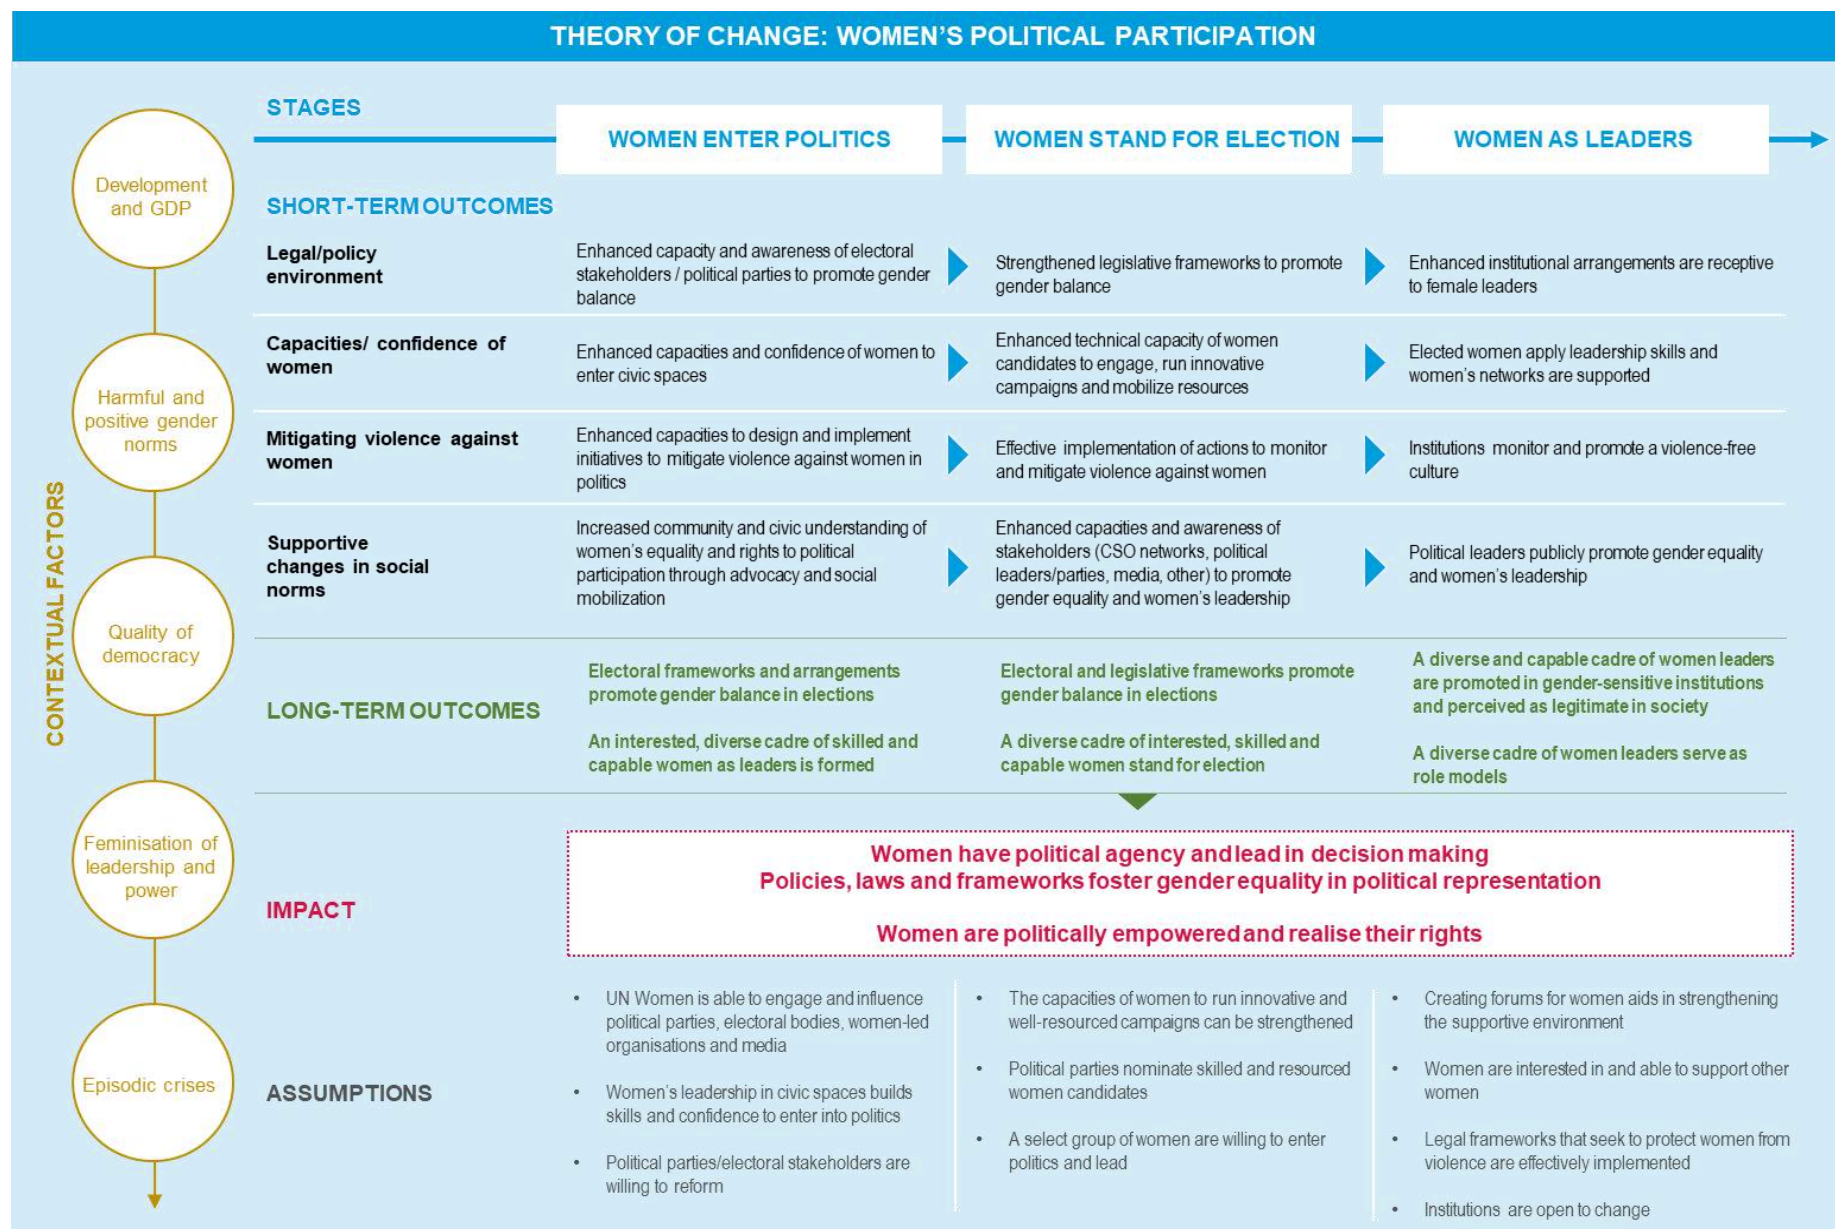 THEORY OF CHANGE: WOMEN'S POLITICAL PARTICIPATION
CONTEXTUAL FACTORS
Development
and GDP
Harmful and
positive gender
norms
Quality of
democracy
Feminisation of
leadership and
power
Episodic crises
STAGES
WOMEN ENTER POLITICS
WOMEN STAND FOR ELECTION
WOMEN AS LEADERS
SHORT-TERM OUTCOMES
Legal/policy
environment
Enhanced capacity and awareness of electoral
stakeholders / political parties to promote gender
balance
Strengthened legislative frameworks to promote
gender balance
Enhanced institutional arrangements are receptive
to female leaders
Capacities/ confidence of
women
Enhanced capacities and confidence of women to
enter civic spaces
Enhanced technical capacity of women
candidates to engage, run innovative
campaigns and mobilize resources
Elected women apply leadership skills and
women's networks are supported
Mitigating violence against
women
Enhanced capacities to design and implement
initiatives to mitigate violence against women in
politics
Effective implementation of actions to monitor
and mitigate violence against women
Institutions monitor and promote a violence-free
culture
Supportive
changes in social
norms
Increased community and civic understanding of
women's equality and rights to political
participation through advocacy and social
mobilization
Enhanced capacities and awareness of
stakeholders (CSO networks, political
leaders/parties, media, other) to promote
gender equality and women's leadership
Political leaders publicly promote gender equality
and women's leadership
LONG-TERM OUTCOMES
Electoral frameworks and arrangements
promote gender balance in elections
An interested, diverse cadre of skilled and
capable women as leaders is formed
Electoral and legislative frameworks promote
gender balance in elections
A diverse cadre of interested, skilled and
capable women stand for election
A diverse and capable cadre of women leaders
are promoted in gender-sensitive institutions
and perceived as legitimate in society
A diverse cadre of women leaders serve as
role models
IMPACT
Women have political agency and lead in decision making
Policies, laws and frameworks foster gender equality in political representation
Women are politically empowered and realise their rights
ASSUMPTIONS
• UN Women is able to engage and influence
political parties, electoral bodies, women-led
organisations and media
• Women's leadership in civic spaces builds
skills and confidence to enter into politics
• Political parties/electoral stakeholders are
willing to reform
• The capacities of women to run innovative and
well-resourced campaigns can be strengthened
• Political parties nominate skilled and resourced
women candidates
• A select group of women are willing to enter
politics and lead
• Creating forums for women aids in strengthening
the supportive environment
• Women are interested in and able to support other
women
• Legal frameworks that seek to protect women from
violence are effectively implemented
• Institutions are open to change